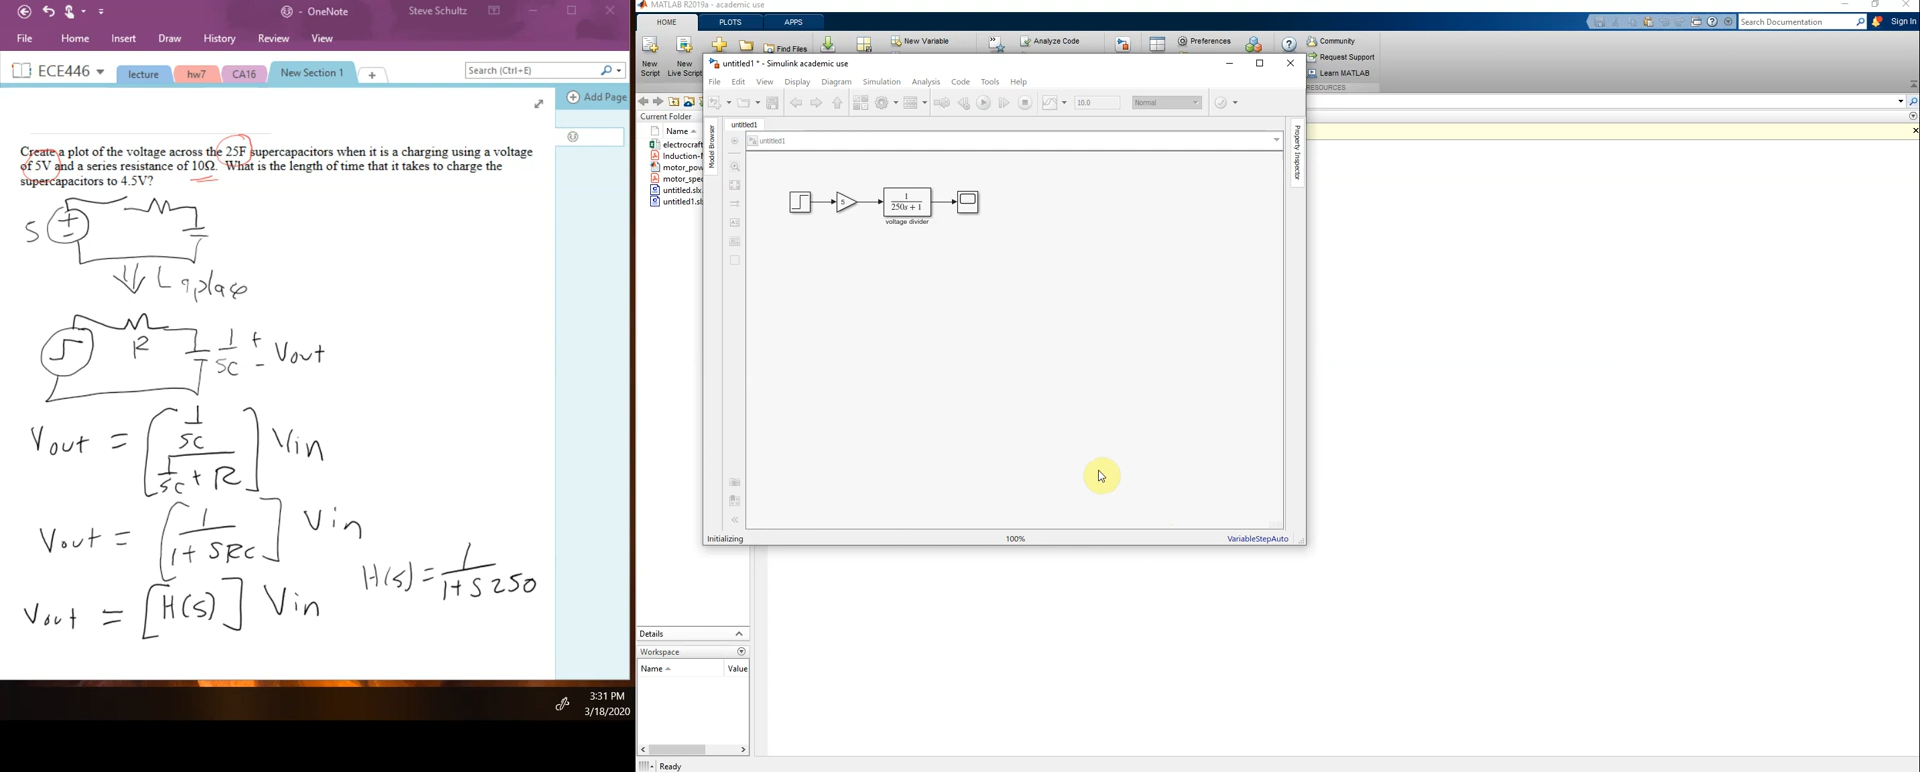 - OneNote
Steve Schultz
File Home Insert Draw History Review View
ECE446
lecture
hw7
CA16
New Section 1
Search (Ctrl+E)
Add Page
Create a plot of the voltage across the 25F supercapacitors when it is a charging using a voltage
of 5V and a series resistance of 10Ω. What is the length of time that it takes to charge the
supercapacitors to 4.5V?
5
+
-
Laplace
R
1/SC
+
-
Vout
Vout = [(1/SC)/(1/SC + R)] Vin
Vout = [1/(1+SRC)] Vin
H(s) = 1/(1+S250)
Vout = [H(s)] Vin
3:31 PM
3/18/2020
MATLAB R2019a - academic use
HOME PLOTS APPS
Search Documentation
Sign In
New Script
New Live Script
Find Files
New Variable
Analyze Code
Preferences
Community
Request Support
Learn MATLAB
RESOURCES
Current Folder
Name
electrocraft
Induction-M
motor_pow
motor_spe
untitled.slx
untitled1.sl
Details
Workspace
Name Value
Ready
untitled1 * - Simulink academic use
File Edit View Display Diagram Simulation Analysis Code Tools Help
10.0
Normal
untitled1
untitled1
Model Browser
Property Inspector
5
1
250s + 1
voltage divider
Initializing
100%
VariableStepAuto